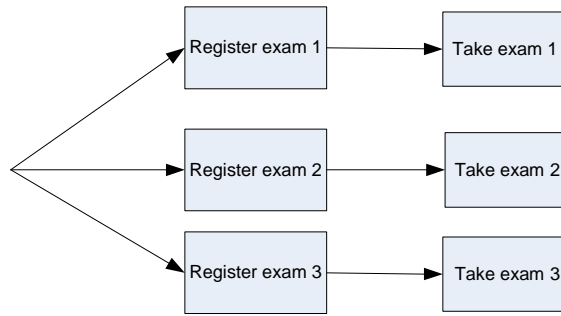 Register exam 1
Take exam 1
Register exam 2
Take exam 2
Register exam 3
Take exam 3